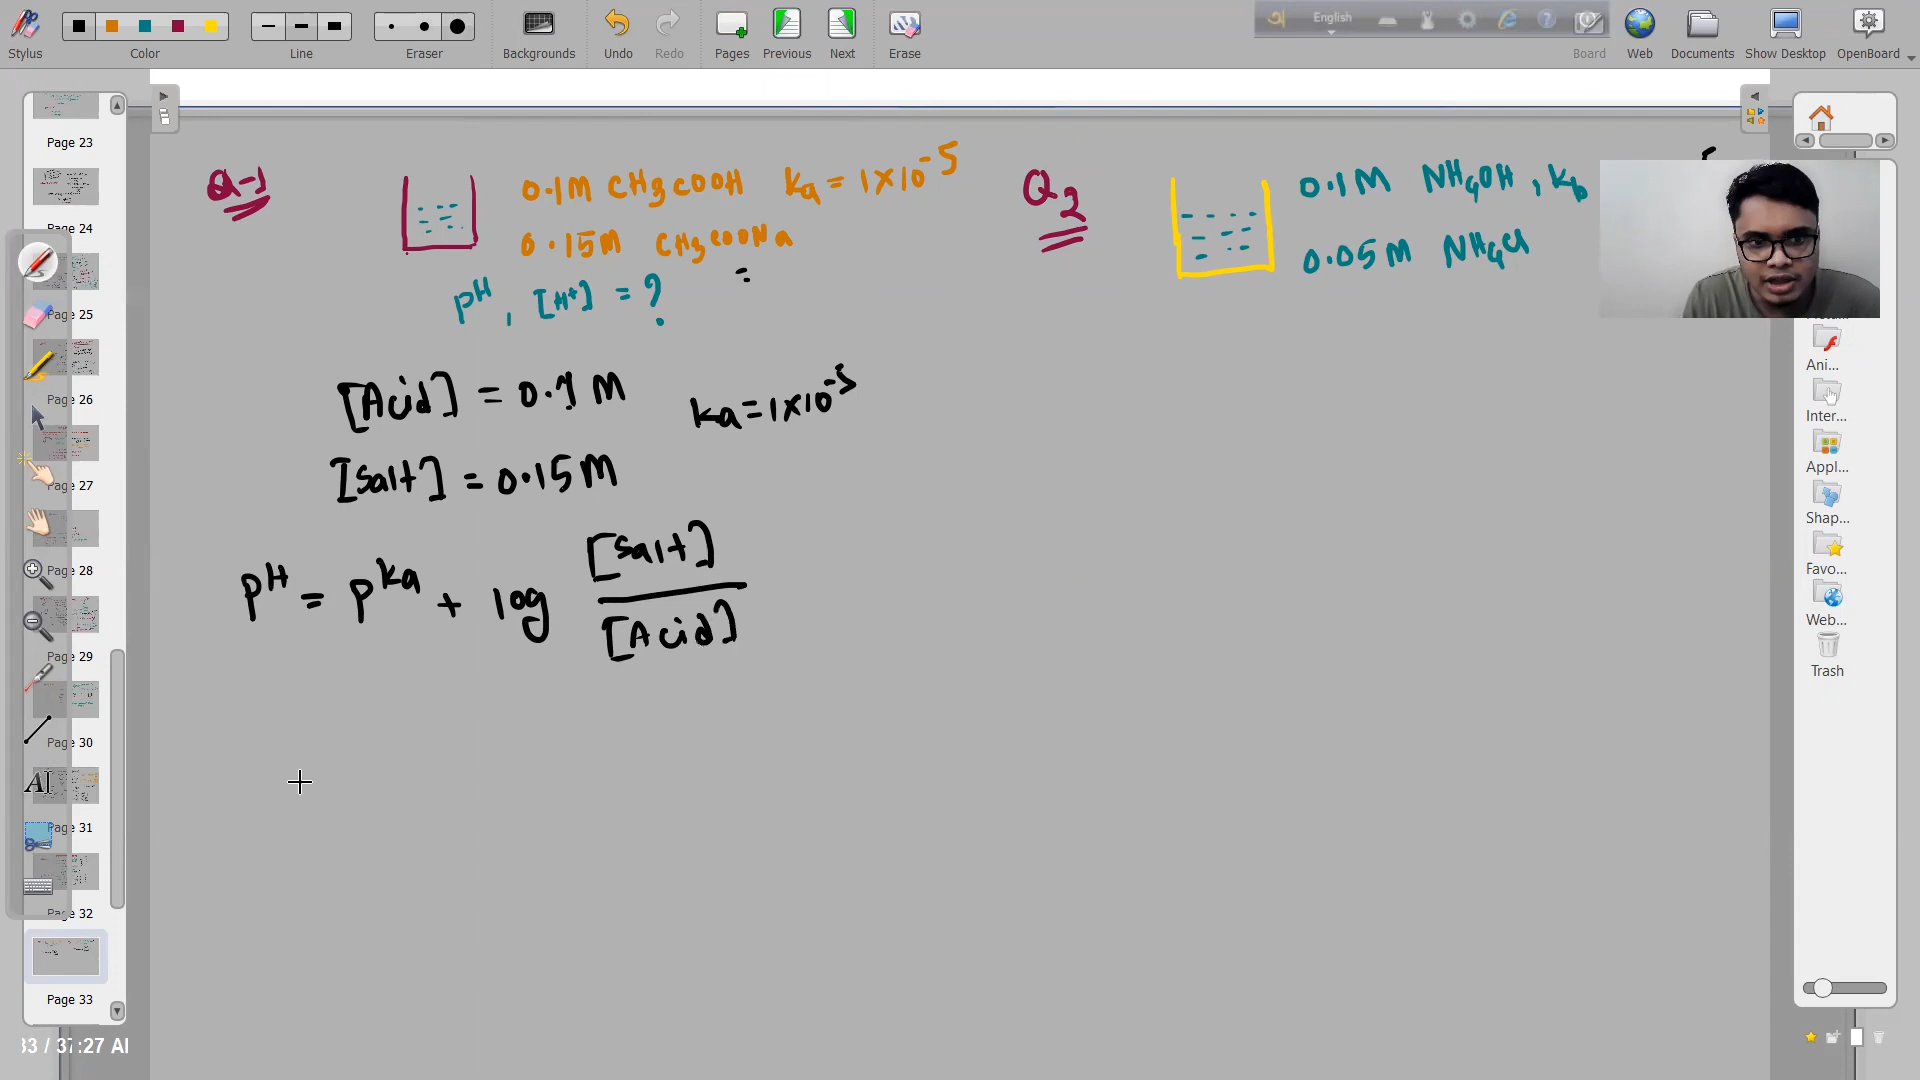 Stylus
Color
Line
Eraser
Backgrounds
Undo
Redo
Pages
Previous
Next
Erase
English
Board
Web
Documents
Show Desktop
OpenBoard
Page 23
Page 24
Page 25
Page 26
Page 27
Page 28
Page 29
Page 30
Page 31
Page 32
Page 33
Q-1
0.1M CH3COOH ka = 1×10^-5
0.15M CH3COONa
pH, [H+] = ?
[Acid] = 0.1 M ka = 1×10^-5
[Salt] = 0.15 M
pH = pka + log [Salt] / [Acid]
Q2
0.1M NH4OH, kb
0.05M NH4Cl
Ani...
Inter...
Appl...
Shap...
Favo...
Web...
Trash